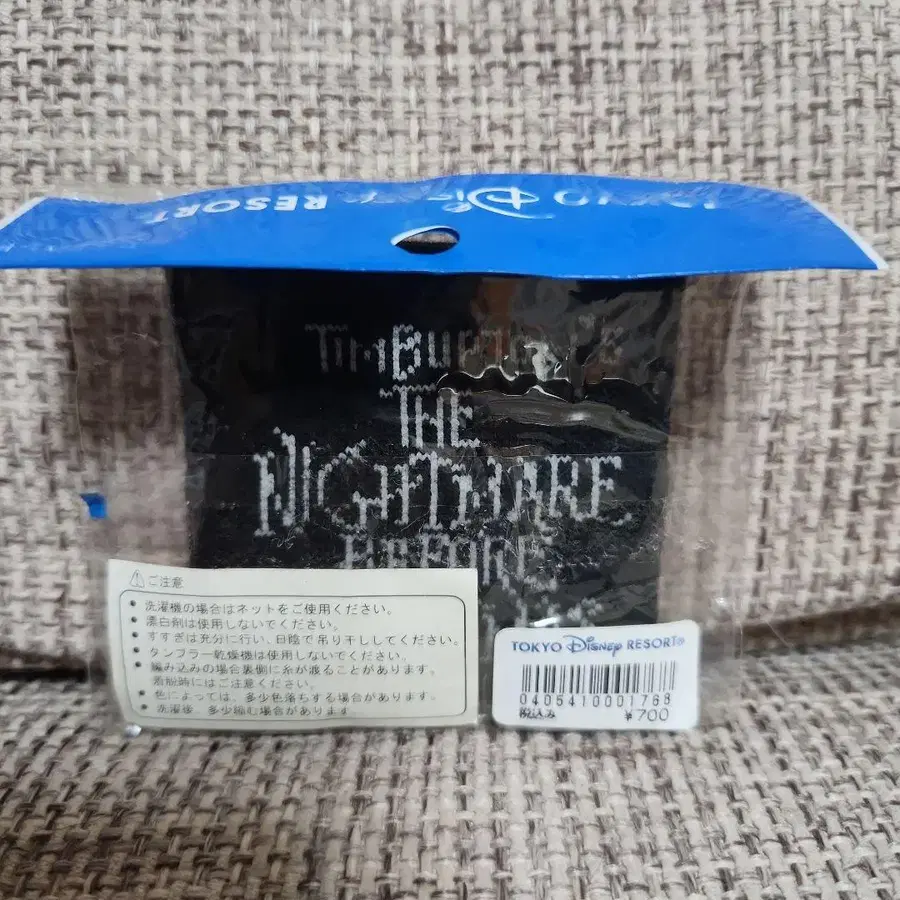 TOKYO Disney RESORT
TIM BURTON'S
THE
NIGHTMARE
BEFORE
⚠ご注意
● 洗濯機の場合はネットをご使用ください。
● 漂白剤は使用しないでください。
● すすぎは充分に行い、日陰で吊り干ししてください。
● タンブラー乾燥機は使用しないでください。
● 編み込みの場合裏側に糸が渡ることがあります。
着脱時にはご注意ください。
● 色によっては、多少色落ちする場合があります。
● 洗濯後、多少縮む場合があります
TOKYO Disney RESORT®
0405410001768
税込み ¥700